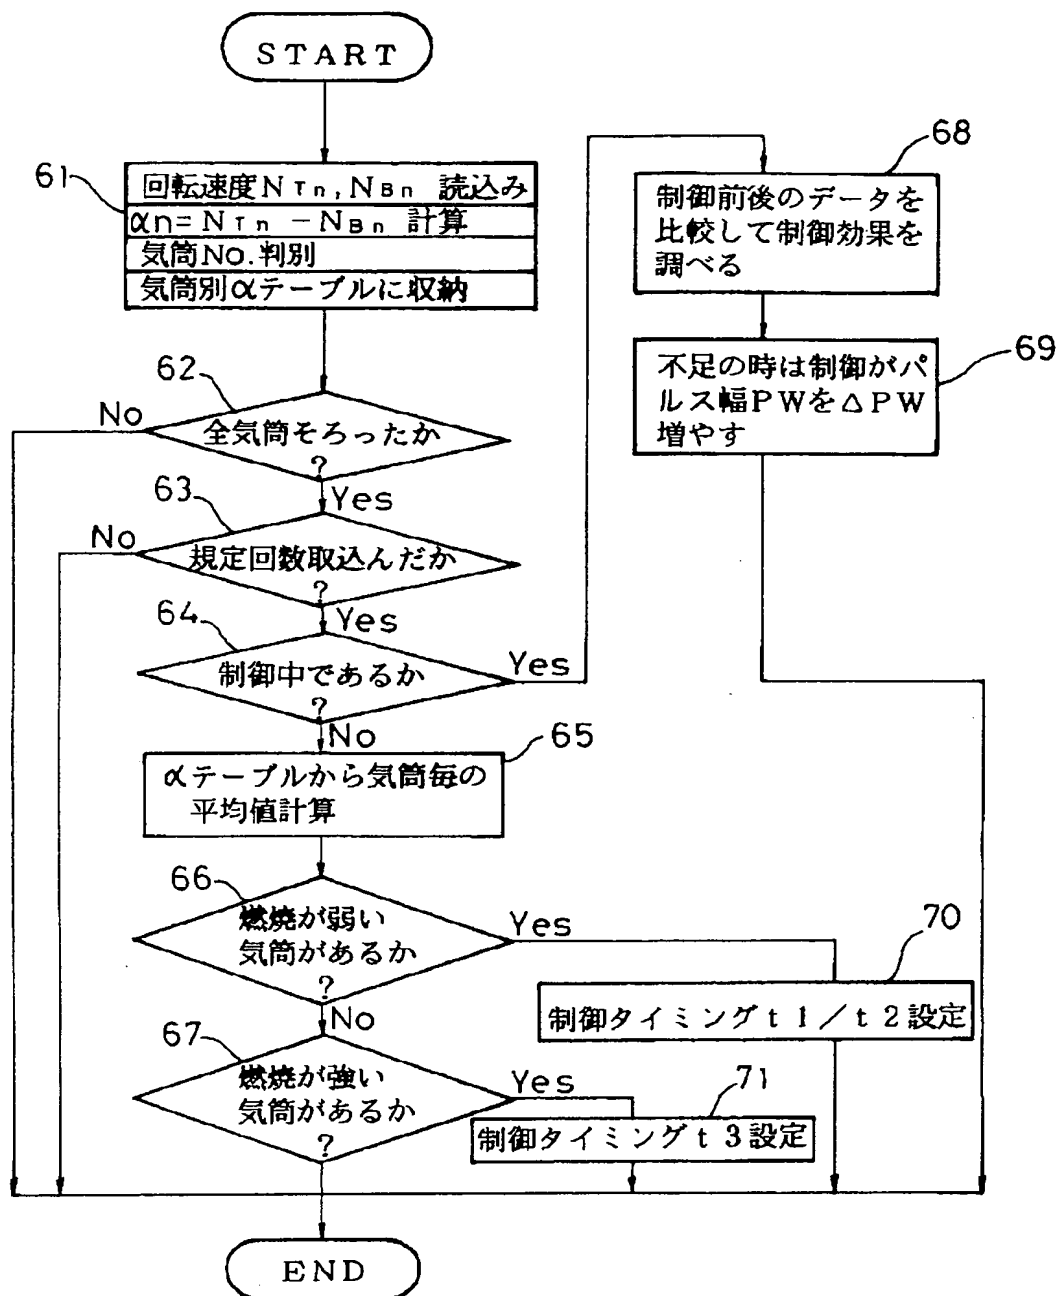 START
61
回転速度NTn,NBn 読込み
αn=NTn −NBn 計算
気筒No.判別
気筒別αテーブルに収納
62
No
全気筒そろったか
?
Yes
63
No
規定回数取込んだか
?
Yes
64
制御中であるか
?
Yes
No
65
αテーブルから気筒毎の
平均値計算
66
燃焼が弱い
気筒があるか
?
Yes
No
67
燃焼が強い
気筒があるか
?
Yes
68
制御前後のデータを
比較して制御効果を
調べる
69
不足の時は制御がパ
ルス幅PWを△PW
増やす
70
制御タイミングt1/t2設定
71
制御タイミングt3設定
END